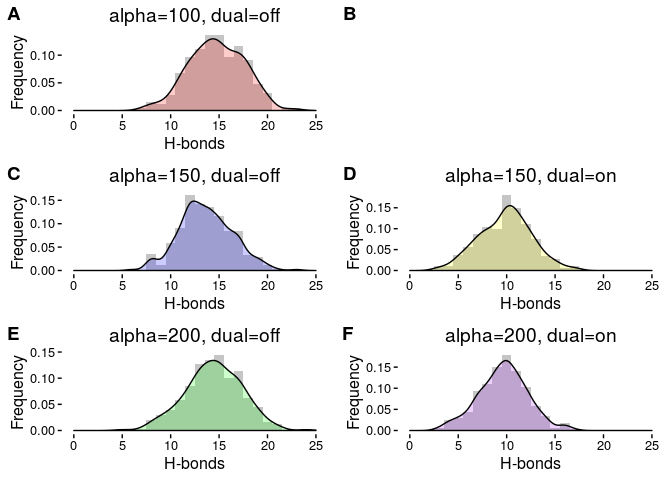 A
alpha=100, dual=off
Frequency
0.10
0.05
0.00
0 5 10 15 20 25
H-bonds
B
C
alpha=150, dual=off
Frequency
0.15
0.10
0.05
0.00
0 5 10 15 20 25
H-bonds
D
alpha=150, dual=on
Frequency
0.15
0.10
0.05
0.00
0 5 10 15 20 25
H-bonds
E
alpha=200, dual=off
Frequency
0.15
0.10
0.05
0.00
0 5 10 15 20 25
H-bonds
F
alpha=200, dual=on
Frequency
0.15
0.10
0.05
0.00
0 5 10 15 20 25
H-bonds